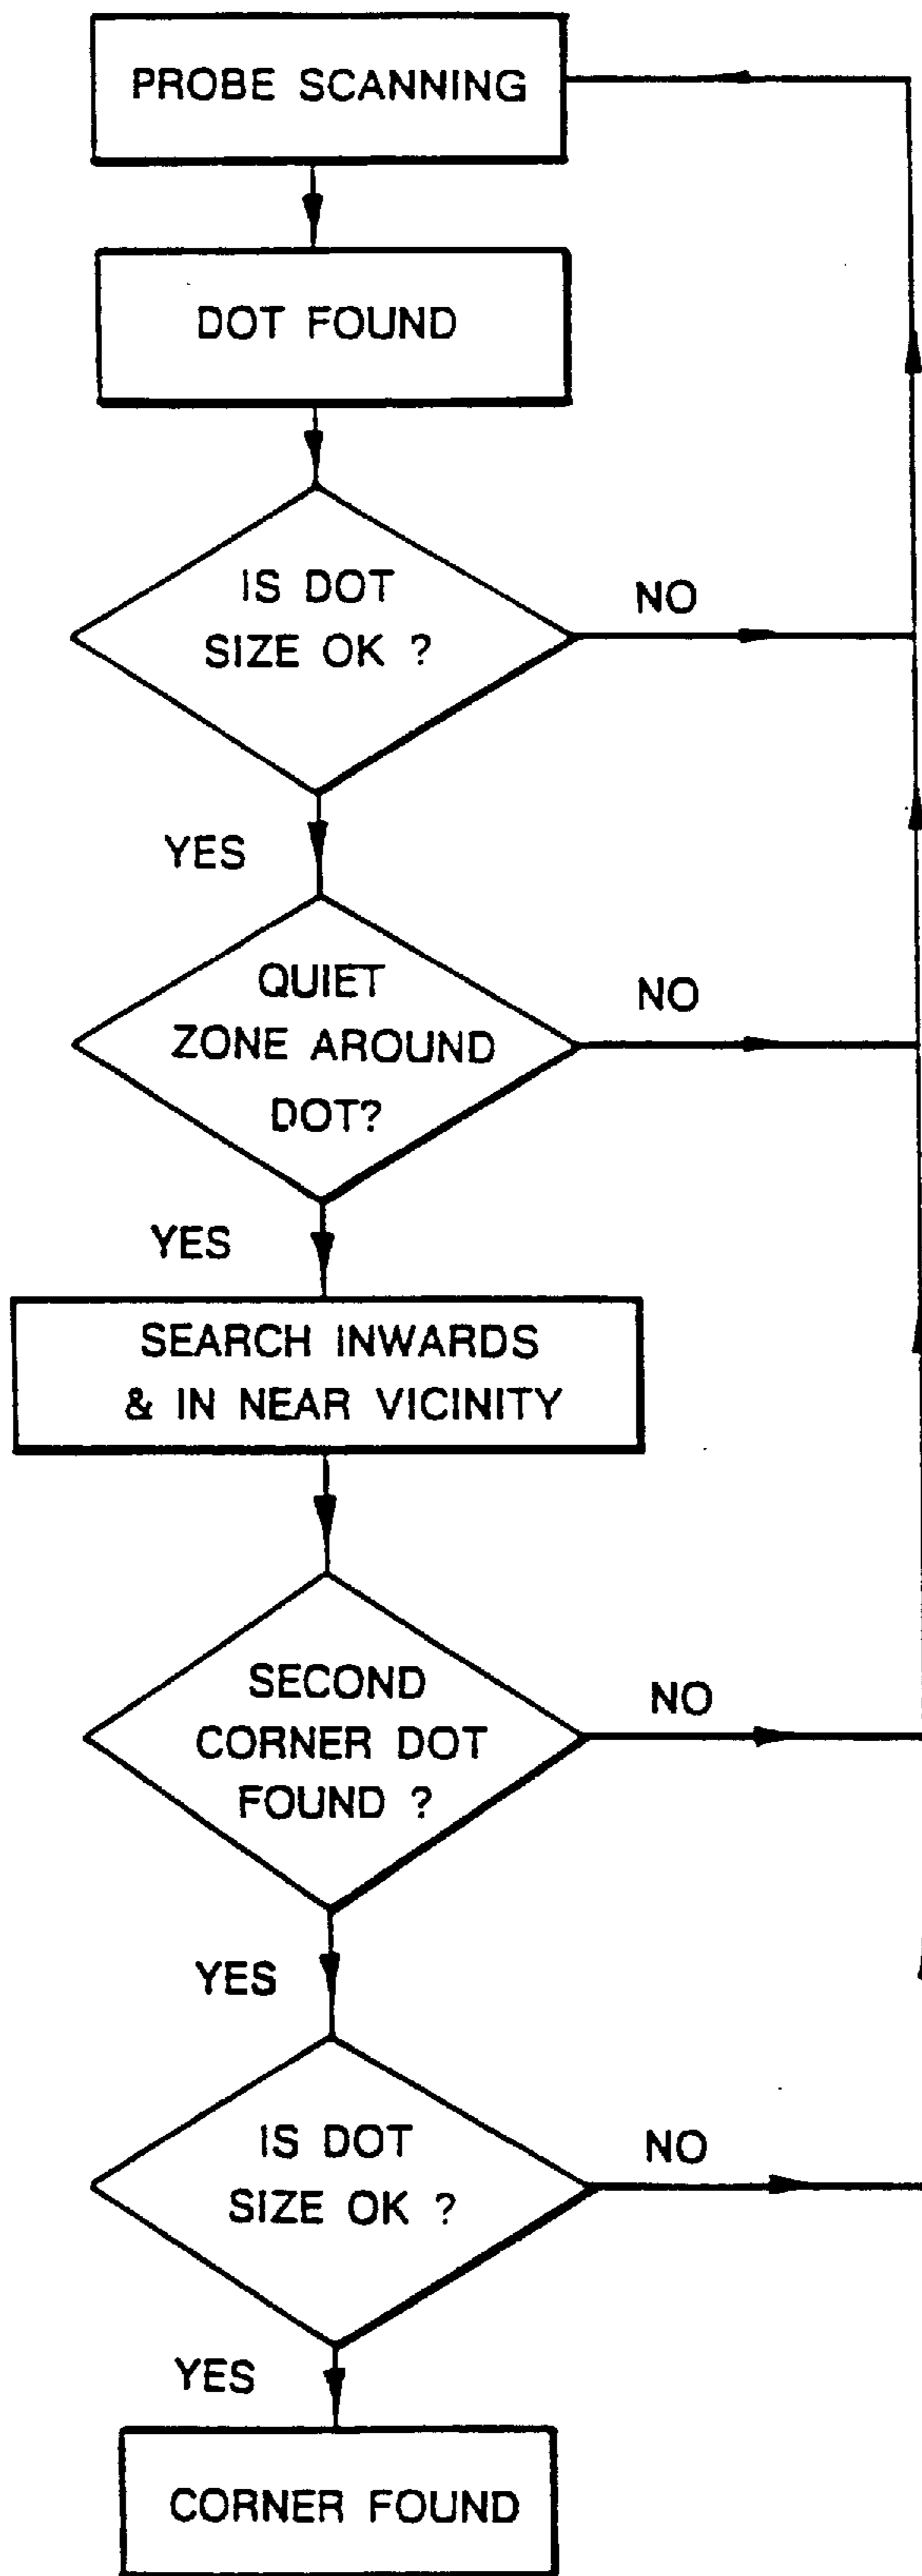 PROBE SCANNING
DOT FOUND
IS DOT
SIZE OK ?
NO
YES
QUIET
ZONE AROUND
DOT?
NO
YES
SEARCH INWARDS
& IN NEAR VICINITY
SECOND
CORNER DOT
FOUND ?
NO
YES
IS DOT
SIZE OK ?
NO
YES
CORNER FOUND